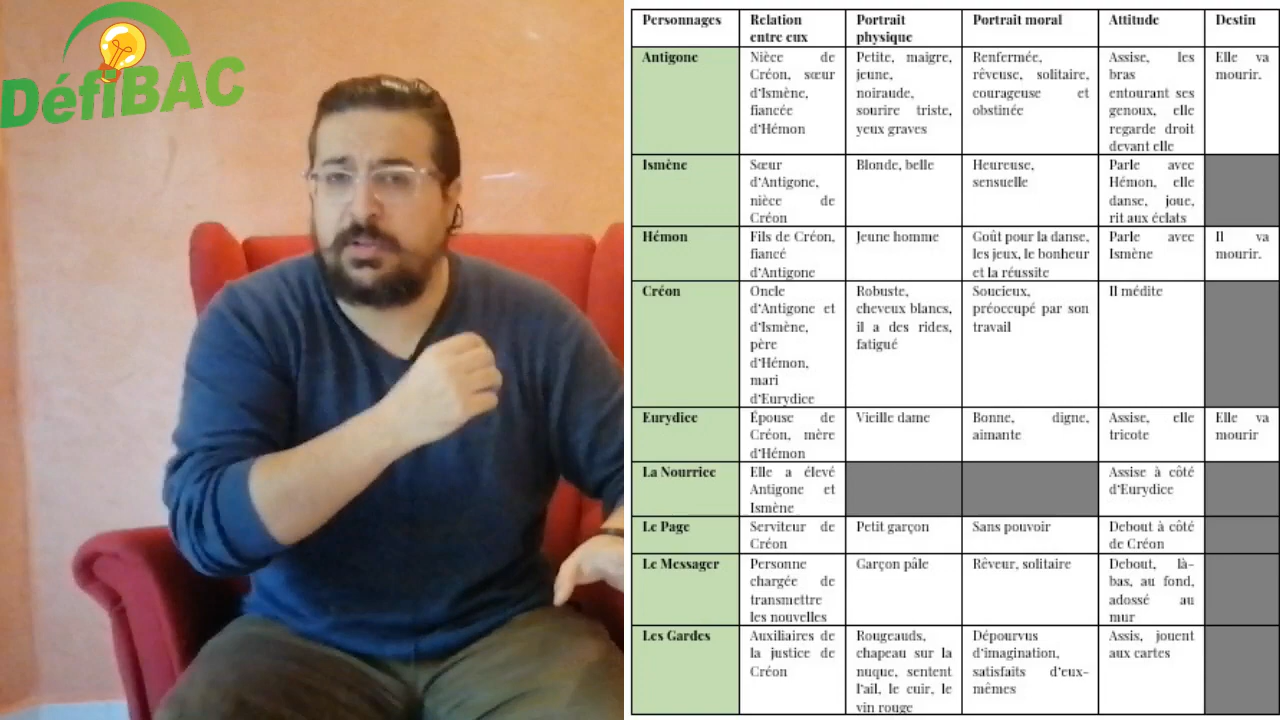 DéfiBAC
Personnages
Relation
entre eux
Portrait
physique
Portrait moral
Attitude
Destin
Antigone
Nièce de
Créon, sœur
d'Ismène,
fiancée
d'Hémon
Petite, maigre,
jeune,
noiraude,
sourire triste,
yeux graves
Renfermée,
rêveuse, solitaire,
courageuse et
obstinée
Assise, les
bras
entourant ses
genoux, elle
regarde droit
devant elle
Elle va
mourir.
Ismène
Sœur
d'Antigone,
nièce de
Créon
Blonde, belle
Heureuse,
sensuelle
Parle avec
Hémon, elle
danse, joue,
rit aux éclats
Hémon
Fils de Créon,
fiancé
d'Antigone
Jeune homme
Goût pour la danse,
les jeux, le bonheur
et la réussite
Parle avec
Ismène
Il va
mourir.
Créon
Oncle
d'Antigone et
d'Ismène,
père
d'Hémon,
mari
d'Eurydice
Robuste,
cheveux blancs,
il a des rides,
fatigué
Soucieux,
préoccupé par son
travail
Il médite
Eurydice
Épouse de
Créon, mère
d'Hémon
Vieille dame
Bonne, digne,
aimante
Assise, elle
tricote
Elle va
mourir
La Nourrice
Elle a élevé
Antigone et
Ismène
Assise à côté
d'Eurydice
Le Page
Serviteur de
Créon
Petit garçon
Sans pouvoir
Debout à côté
de Créon
Le Messager
Personne
chargée de
transmettre
les nouvelles
Garçon pâle
Rêveur, solitaire
Debout, là-
bas, au fond,
adossé au
mur
Les Gardes
Auxiliaires de
la justice de
Créon
Rougeauds,
chapeau sur la
nuque, sentent
l'ail, le cuir, le
vin rouge
Dépourvus
d'imagination,
satisfaits d'eux-
mêmes
Assis, jouent
aux cartes